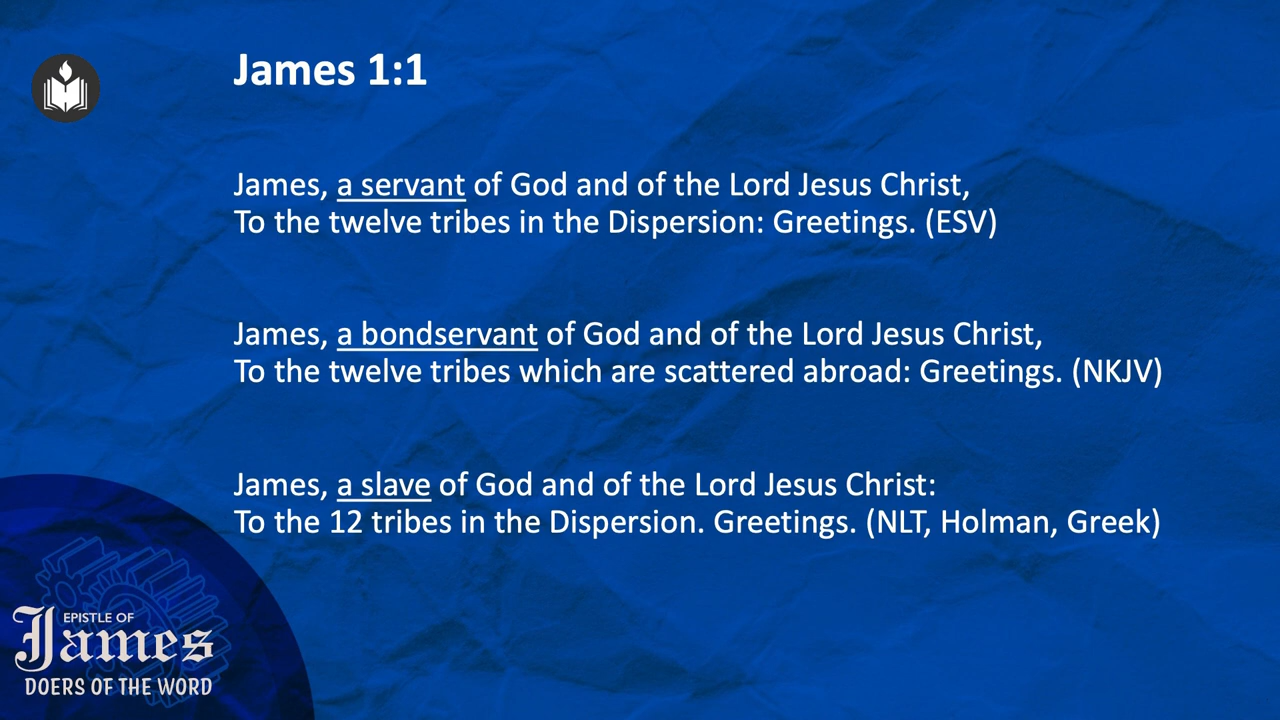 James 1:1
James, a servant of God and of the Lord Jesus Christ,
To the twelve tribes in the Dispersion: Greetings. (ESV)
James, a bondservant of God and of the Lord Jesus Christ,
To the twelve tribes which are scattered abroad: Greetings. (NKJV)
James, a slave of God and of the Lord Jesus Christ:
To the 12 tribes in the Dispersion. Greetings. (NLT, Holman, Greek)
EPISTLE OF
James
DOERS OF THE WORD